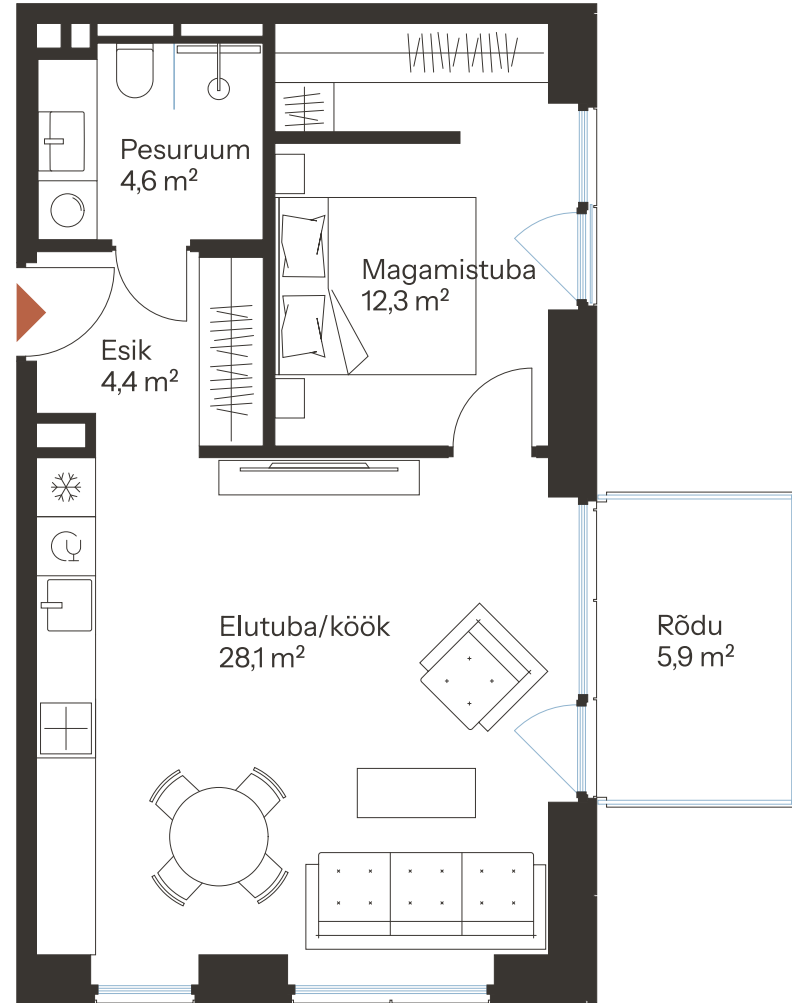 Pesuruum
4,6 m²
Magamistuba
12,3 m²
Esik
4,4 m²
Elutuba/köök
28,1 m²
Rõdu
5,9 m²